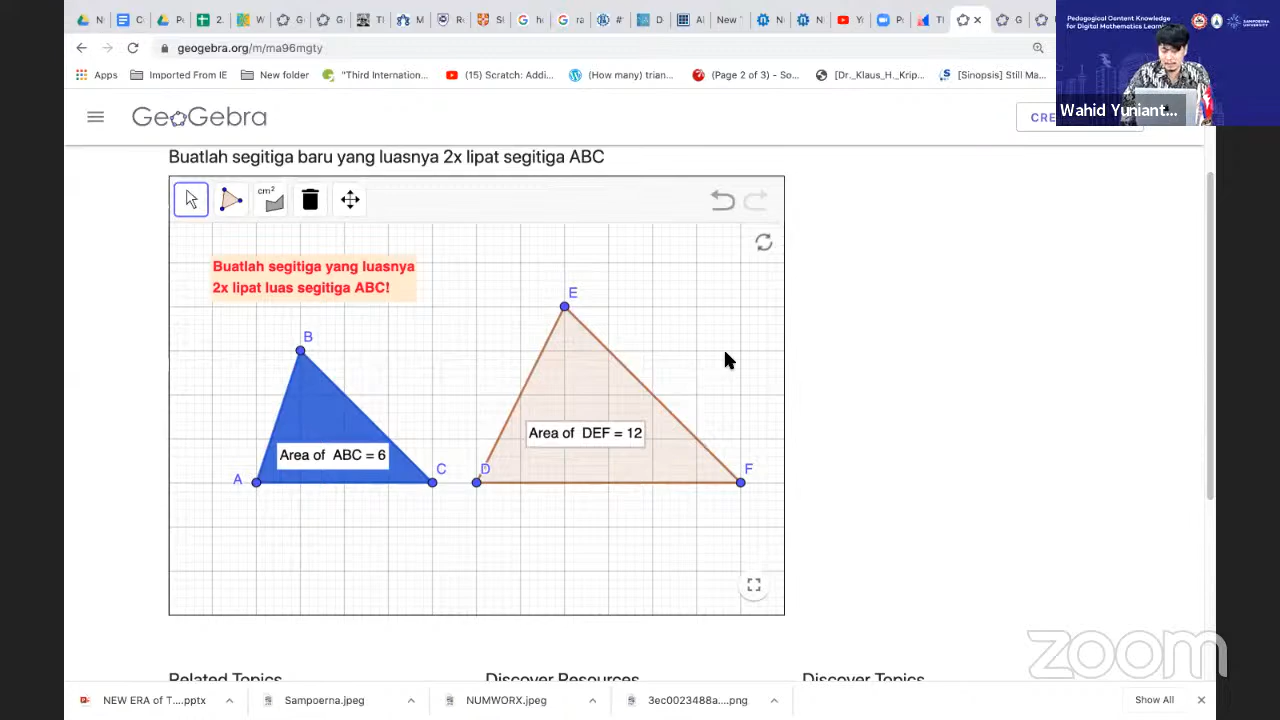 geogebra.org/m/ma96mgty
Apps
Imported From IE
New folder
"Third Internation...
(15) Scratch: Addi...
(How many) trian...
(Page 2 of 3) - So...
[Dr._Klaus_H._Krip...
[Sinopsis] Still Ma...
Pedagogical Content Knowledge
for Digital Mathematics
Wahid Yuniant...
GeoGebra
CRE
Buatlah segitiga baru yang luasnya 2x lipat segitiga ABC
cm²
Buatlah segitiga yang luasnya
2x lipat luas segitiga ABC!
E
B
Area of DEF = 12
Area of ABC = 6
A
C
D
F
zoom
Related Topics
Discover Resources
Discover Topics
NEW ERA of T....pptx
Sampoerna.jpeg
NUMWORX.jpeg
3ec0023488a....png
Show All